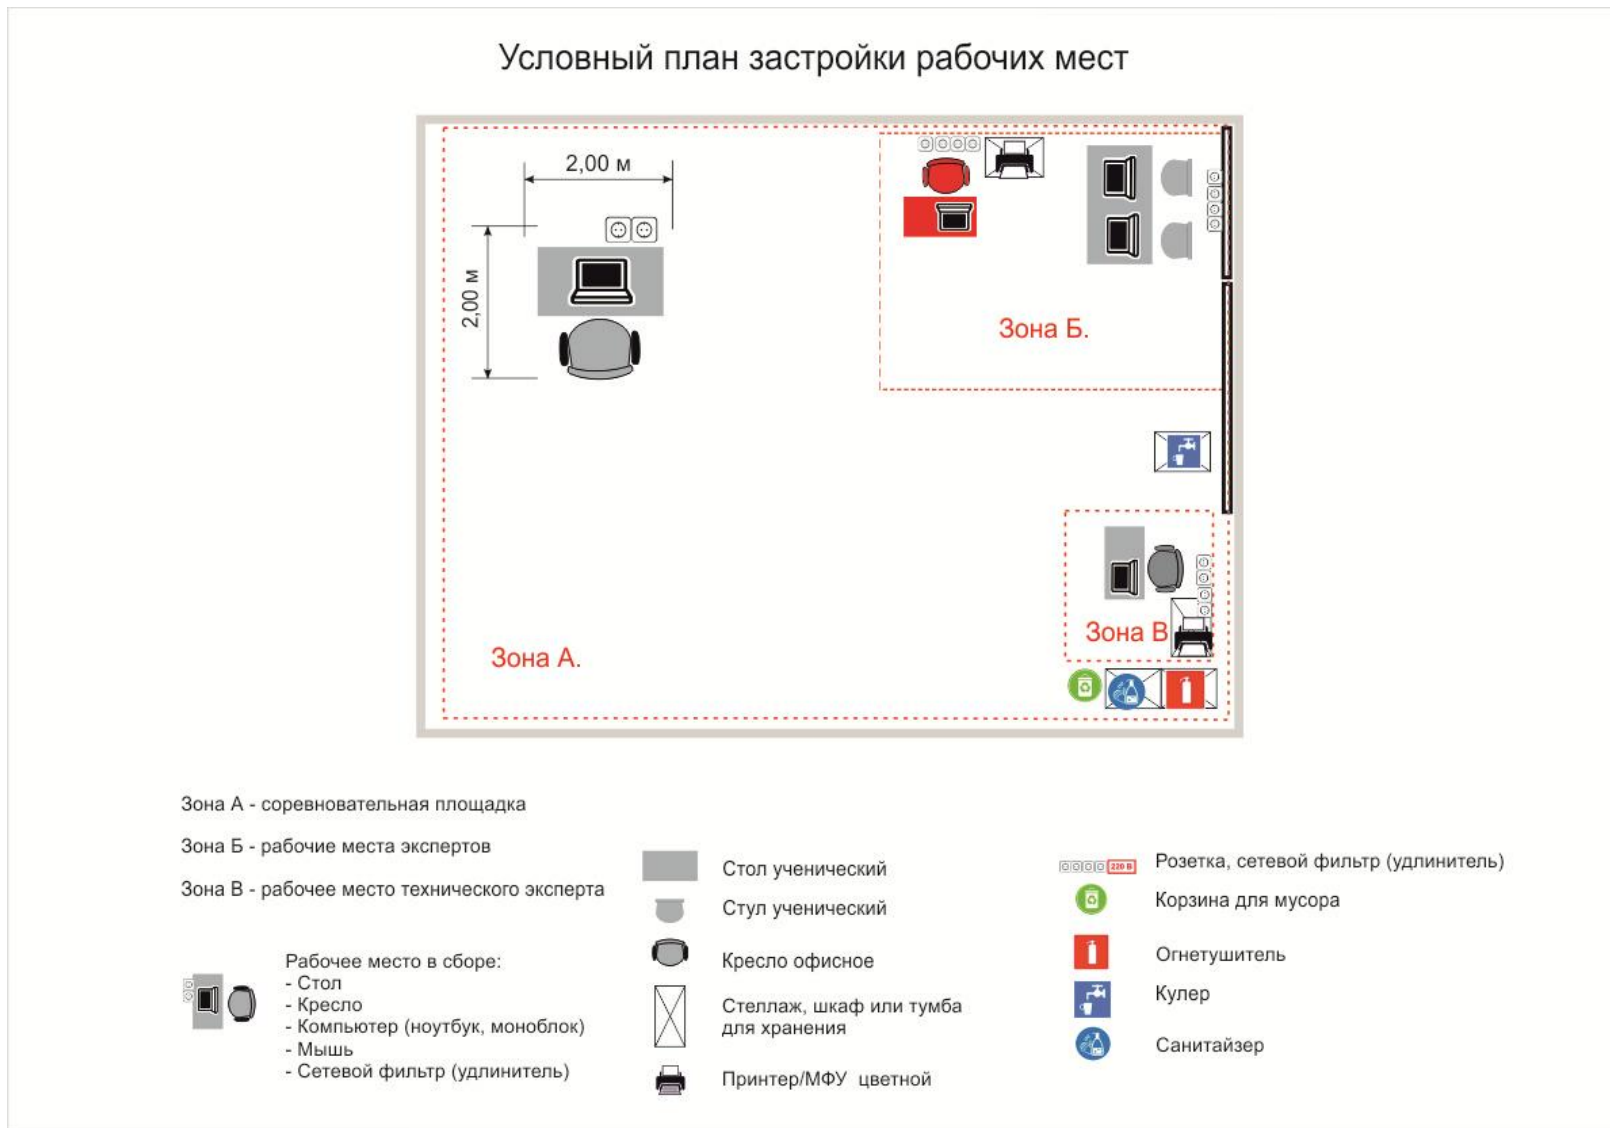 Условный план застройки рабочих мест
2,00 м
2,00 м
Зона Б.
Зона В
Зона А.
Зона А - соревновательная площадка
Зона Б - рабочие места экспертов
Зона В - рабочее место технического эксперта
Рабочее место в сборе:
- Стол
- Кресло
- Компьютер (ноутбук, моноблок)
- Мышь
- Сетевой фильтр (удлинитель)
Стол ученический
Стул ученический
Кресло офисное
Стеллаж, шкаф или тумба
для хранения
Принтер/МФУ цветной
220 В
Розетка, сетевой фильтр (удлинитель)
Корзина для мусора
Огнетушитель
Кулер
Санитайзер